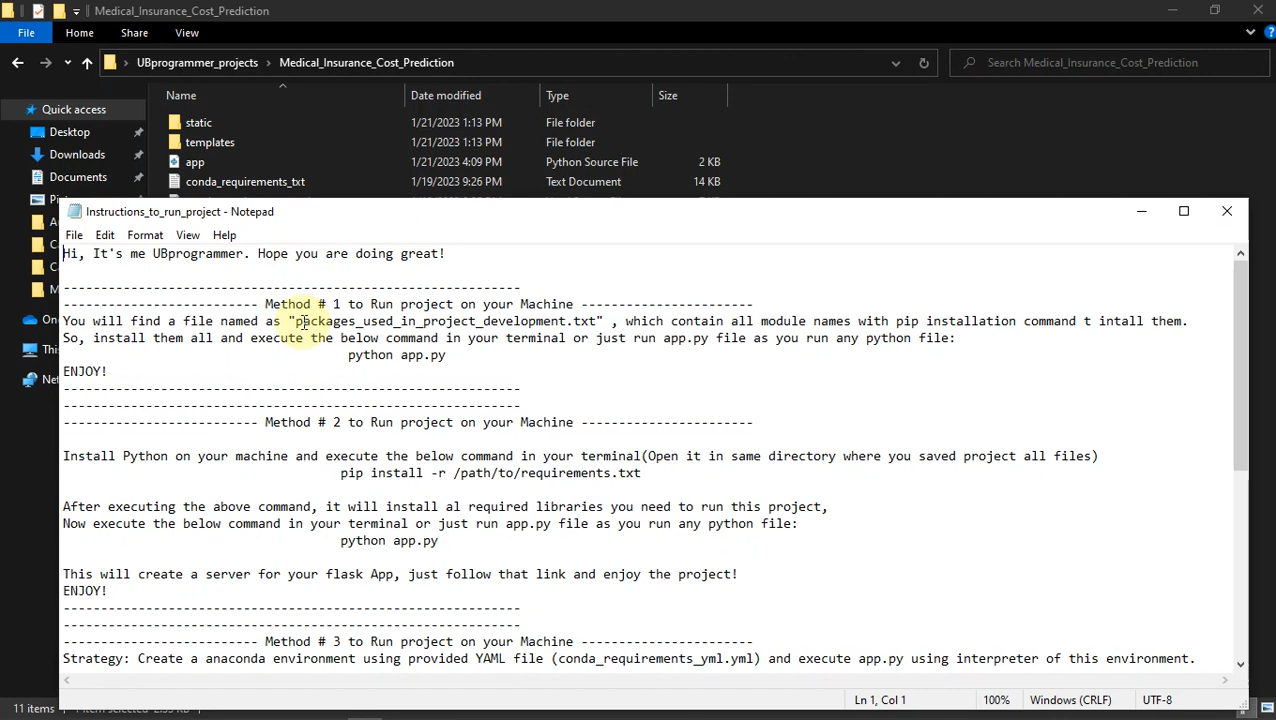 Medical_Insurance_Cost_Prediction
File Home Share View
UBprogrammer_projects Medical_Insurance_Cost_Prediction Search Medical_Insurance_Cost_Prediction
Name Date modified Type Size
Quick access
static 1/21/2023 1:13 PM File folder
Desktop
templates 1/21/2023 1:13 PM File folder
Downloads
app 1/21/2023 4:09 PM Python Source File 2 KB
Documents
conda_requirements_txt 1/19/2023 9:26 PM Text Document 14 KB
Instructions_to_run_project - Notepad
File Edit Format View Help
Hi, It's me UBprogrammer. Hope you are doing great!
-------------------------------------------------------------
-------------------------- Method # 1 to Run project on your Machine -----------------------
You will find a file named as "packages_used_in_project_development.txt" , which contain all module names with pip installation command t intall them.
So, install them all and execute the below command in your terminal or just run app.py file as you run any python file:
python app.py
ENJOY!
-------------------------------------------------------------
-------------------------------------------------------------
-------------------------- Method # 2 to Run project on your Machine -----------------------
Install Python on your machine and execute the below command in your terminal(Open it in same directory where you saved project all files)
pip install -r /path/to/requirements.txt
After executing the above command, it will install al required libraries you need to run this project,
Now execute the below command in your terminal or just run app.py file as you run any python file:
python app.py
This will create a server for your flask App, just follow that link and enjoy the project!
ENJOY!
-------------------------------------------------------------
-------------------------------------------------------------
-------------------------- Method # 3 to Run project on your Machine -----------------------
Strategy: Create a anaconda environment using provided YAML file (conda_requirements_yml.yml) and execute app.py using interpreter of this environment.
Ln 1, Col 1 100% Windows (CRLF) UTF-8
11 items